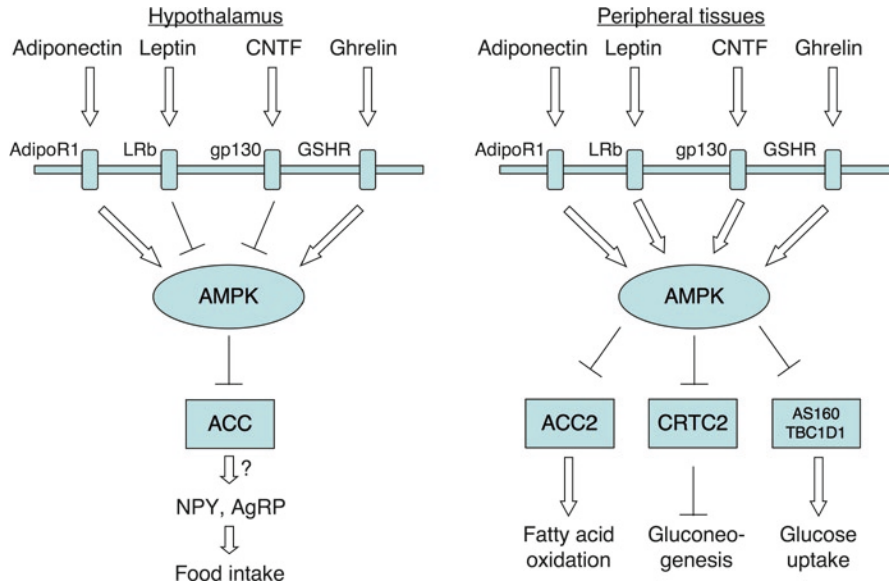 Hypothalamus
Adiponectin Leptin CNTF Ghrelin
AdipoR1 LRb gp130 GSHR
AMPK
ACC
?
NPY, AgRP
Food intake
Peripheral tissues
Adiponectin Leptin CNTF Ghrelin
AdipoR1 LRb gp130 GSHR
AMPK
ACC2
CRTC2
AS160
TBC1D1
Fatty acid
oxidation
Gluconeo-
genesis
Glucose
uptake